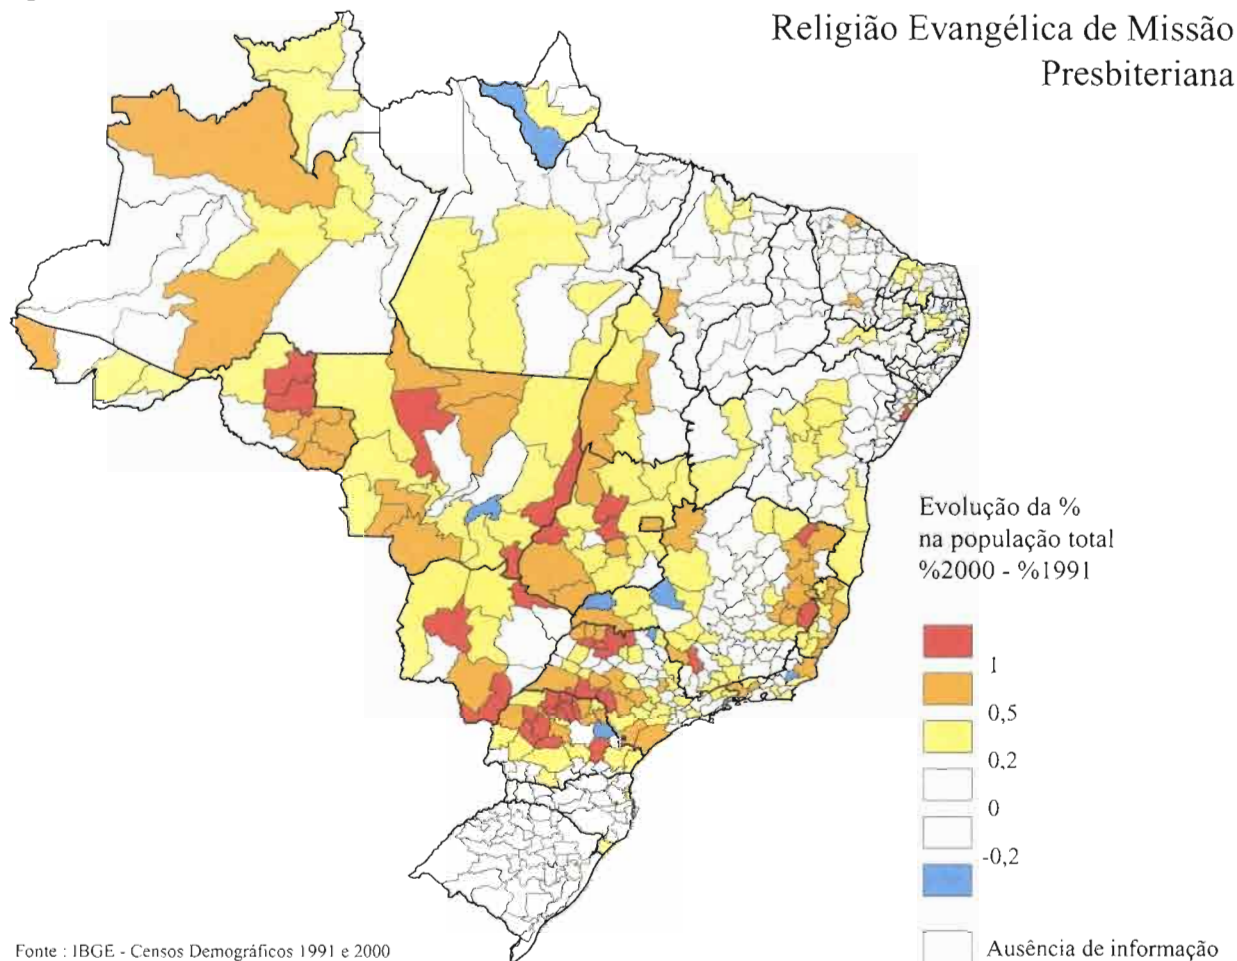 Religião Evangélica de Missão
Presbiteriana
Evolução da %
na população total
%2000 - %1991
1
0,5
0,2
0
-0,2
Ausência de informação
Fonte : IBGE - Censos Demográficos 1991 e 2000